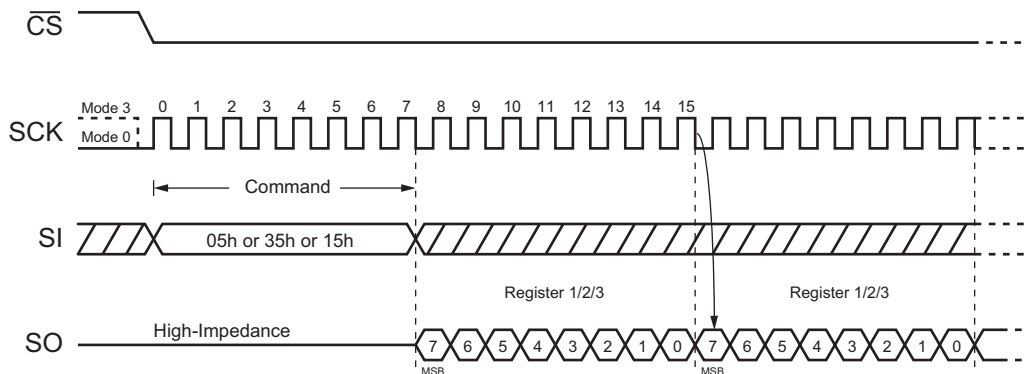 CS
Mode 3 0 1 2 3 4 5 6 7 8 9 10 11 12 13 14 15
SCK
Mode 0
Command
SI 05h or 35h or 15h
Register 1/2/3 Register 1/2/3
High-Impedance
SO 7 6 5 4 3 2 1 0 7 6 5 4 3 2 1 0
MSB MSB